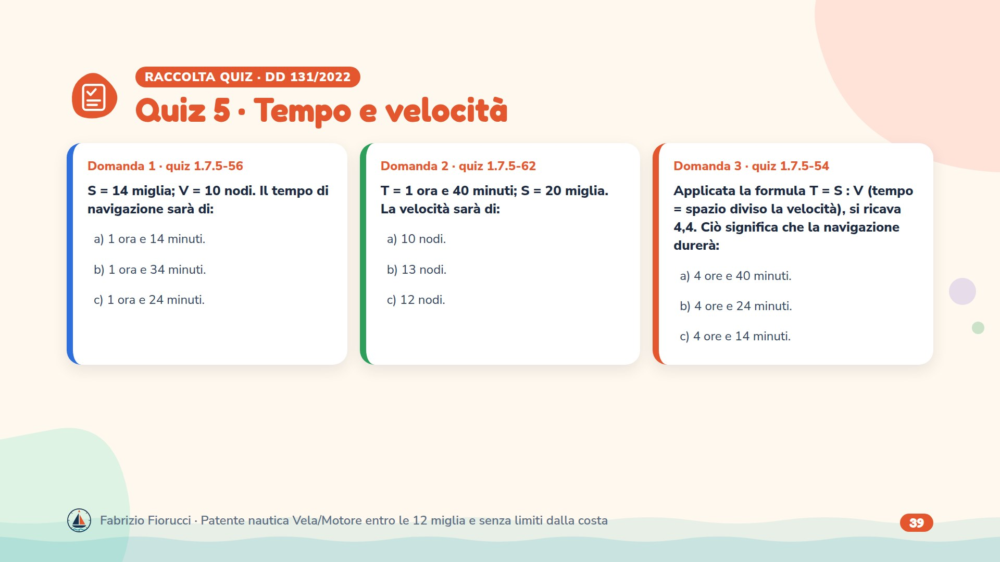 RACCOLTA QUIZ · DD 131/2022
Quiz 5 · Tempo e velocità
Domanda 1 · quiz 1.7.5-56
S = 14 miglia; V = 10 nodi. Il tempo di
navigazione sarà di:
a) 1 ora e 14 minuti.
b) 1 ora e 34 minuti.
c) 1 ora e 24 minuti.
Domanda 2 · quiz 1.7.5-62
T = 1 ora e 40 minuti; S = 20 miglia.
La velocità sarà di:
a) 10 nodi.
b) 13 nodi.
c) 12 nodi.
Domanda 3 · quiz 1.7.5-54
Applicata la formula T = S : V (tempo
= spazio diviso la velocità), si ricava
4,4. Ciò significa che la navigazione
durerà:
a) 4 ore e 40 minuti.
b) 4 ore e 24 minuti.
c) 4 ore e 14 minuti.
Fabrizio Fiorucci · Patente nautica Vela/Motore entro le 12 miglia e senza limiti dalla costa
39